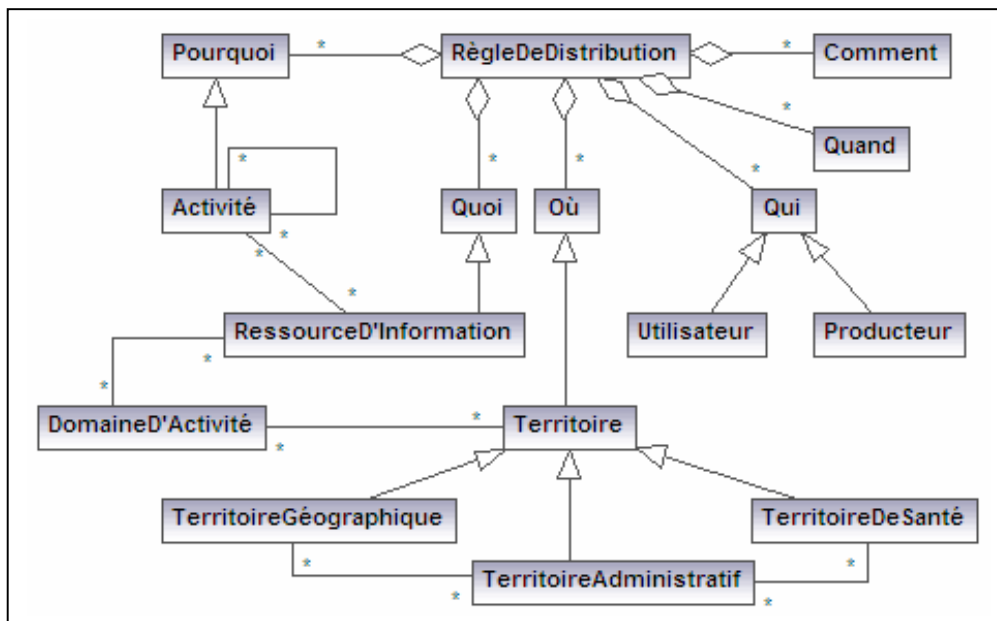 Pourquoi * RègleDeDistribution * Comment
* Quand
* * * *
Activité * Quoi Où Qui
* *
RessourceD'Information Utilisateur Producteur
*
*
DomaineD'Activité * * Territoire
TerritoireGéographique TerritoireDeSanté
* *
TerritoireAdministratif
* *